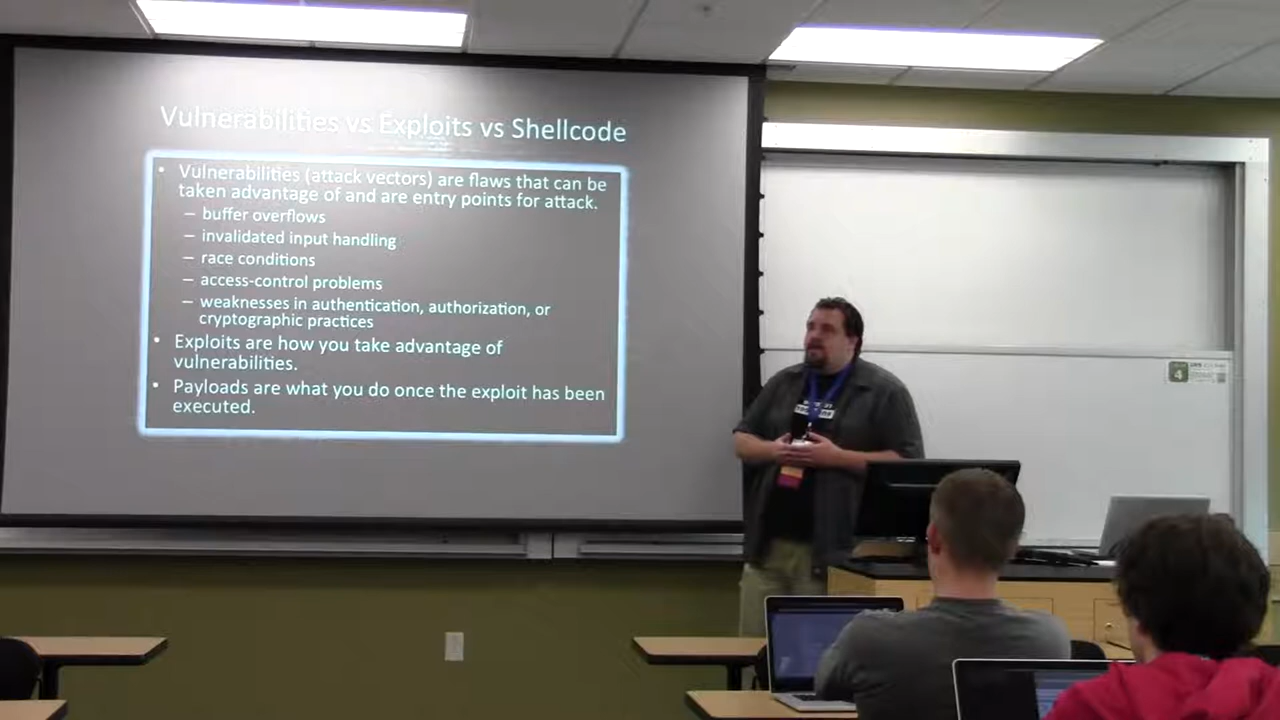 Vulnerabilities vs Exploits vs Shellcode
• Vulnerabilities (attack vectors) are flaws that can be
taken advantage of and are entry points for attack.
– buffer overflows
– invalidated input handling
– race conditions
– access-control problems
– weaknesses in authentication, authorization, or
cryptographic practices
• Exploits are how you take advantage of
vulnerabilities.
• Payloads are what you do once the exploit has been
executed.
4